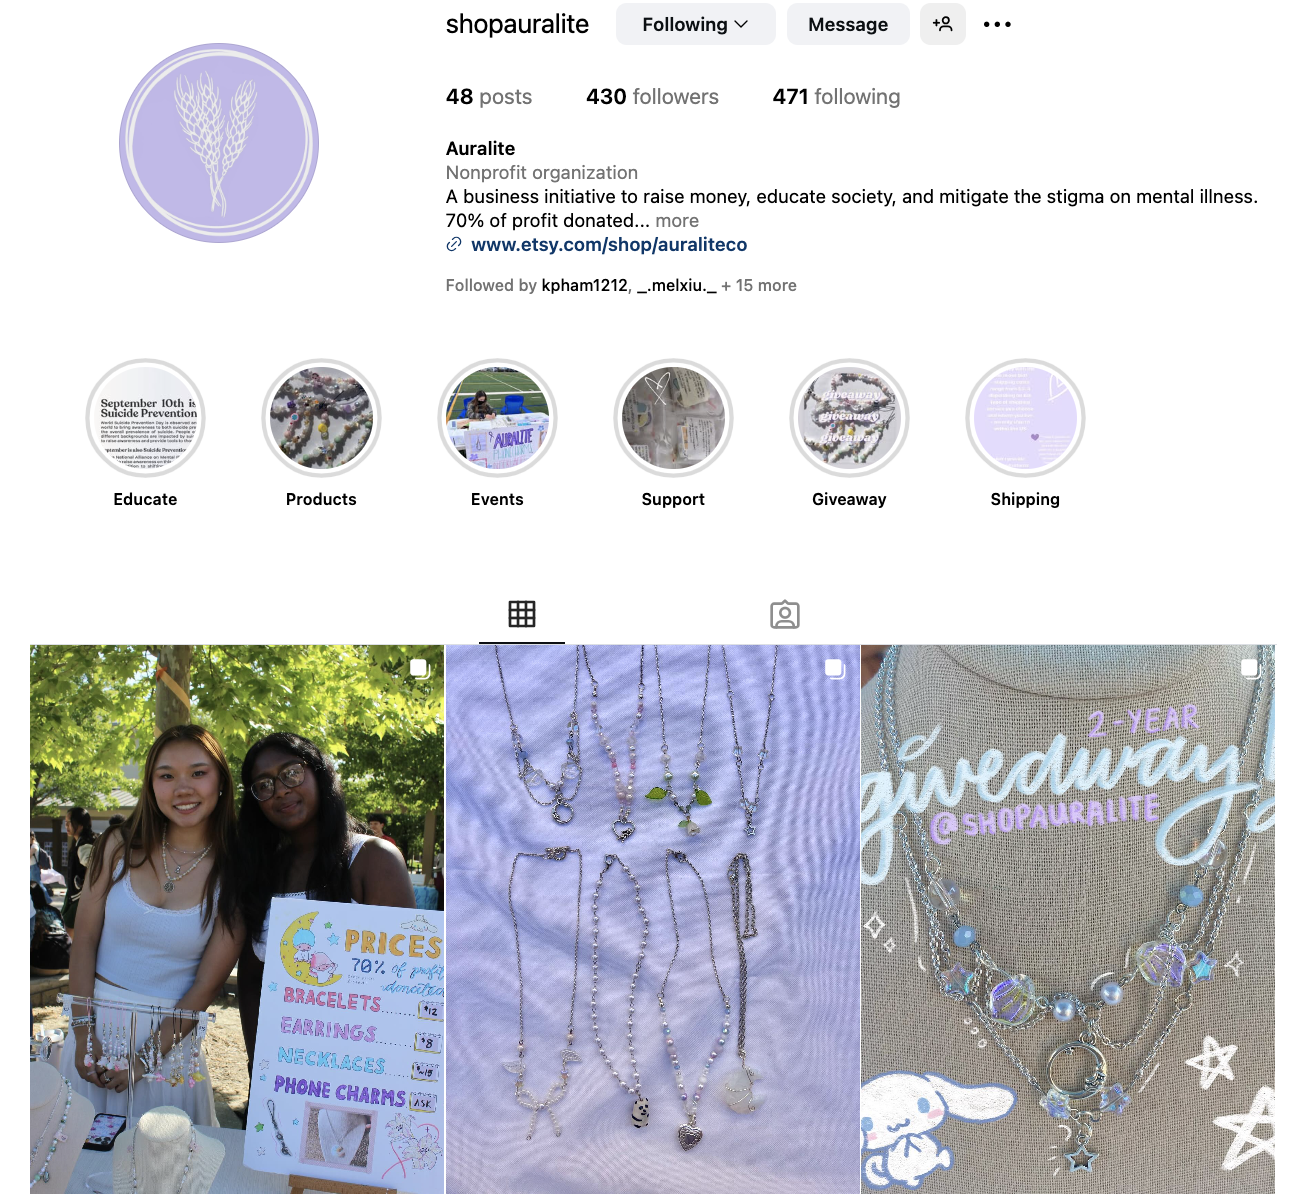 shopauralite Following Message
48 posts 430 followers 471 following
Auralite
Nonprofit organization
A business initiative to raise money, educate society, and mitigate the stigma on mental illness.
70% of profit donated... more
www.etsy.com/shop/auraliteco
Followed by kpham1212, _.melxiu._ + 15 more
September 10th is
Suicide Prevention
AURALITE
giveaway
giveaway
giveaway
Educate Products Events Support Giveaway Shipping
PRICES
70% of profit
donated
BRACELETS...... $12
EARRINGS...... $8
NECKLACES......
PHONE CHARMS ASK
2-YEAR
giveaway
@SHOPAURALITE